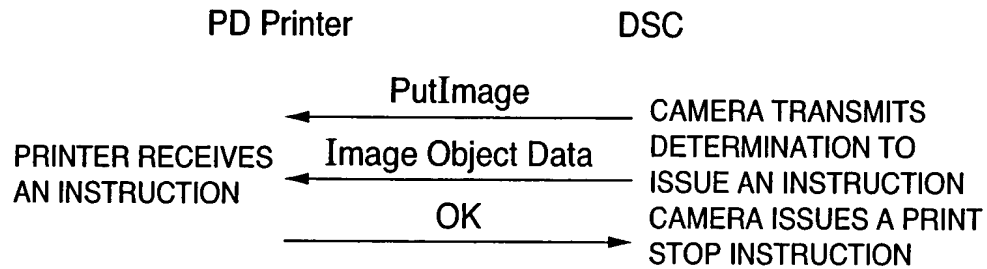 PD Printer DSC
PutImage
CAMERA TRANSMITS
DETERMINATION TO
ISSUE AN INSTRUCTION
PRINTER RECEIVES
AN INSTRUCTION
Image Object Data
OK
CAMERA ISSUES A PRINT
STOP INSTRUCTION